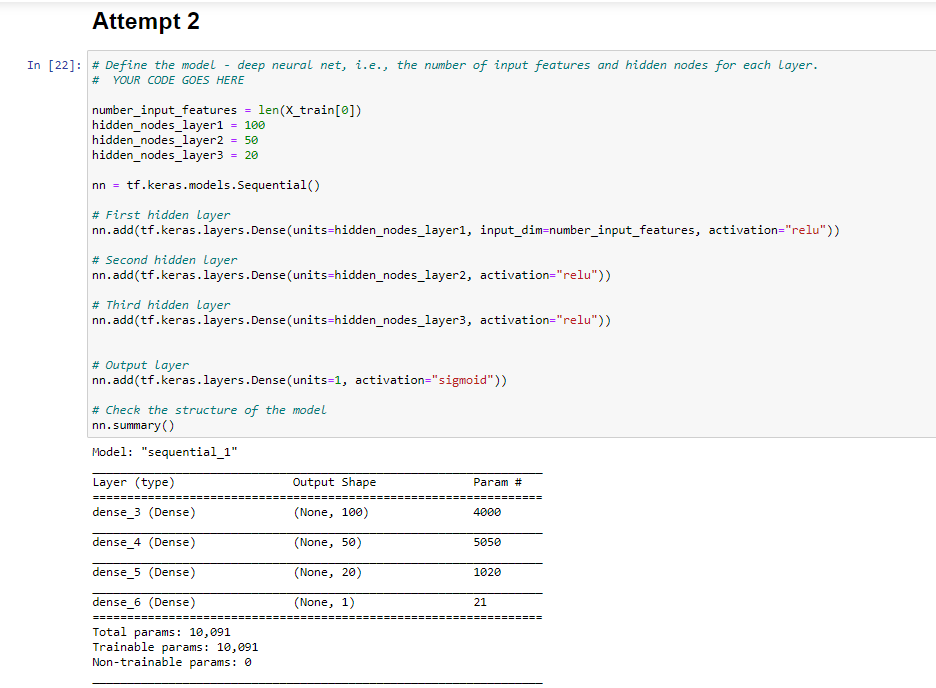 Attempt 2
In [22]: # Define the model - deep neural net, i.e., the number of input features and hidden nodes for each layer.
# YOUR CODE GOES HERE
number_input_features = len(X_train[0])
hidden_nodes_layer1 = 100
hidden_nodes_layer2 = 50
hidden_nodes_layer3 = 20
nn = tf.keras.models.Sequential()
# First hidden layer
nn.add(tf.keras.layers.Dense(units=hidden_nodes_layer1, input_dim=number_input_features, activation="relu"))
# Second hidden layer
nn.add(tf.keras.layers.Dense(units=hidden_nodes_layer2, activation="relu"))
# Third hidden layer
nn.add(tf.keras.layers.Dense(units=hidden_nodes_layer3, activation="relu"))
# Output layer
nn.add(tf.keras.layers.Dense(units=1, activation="sigmoid"))
# Check the structure of the model
nn.summary()
Model: "sequential_1"
Layer (type) Output Shape Param #
dense_3 (Dense) (None, 100) 4000
dense_4 (Dense) (None, 50) 5050
dense_5 (Dense) (None, 20) 1020
dense_6 (Dense) (None, 1) 21
Total params: 10,091
Trainable params: 10,091
Non-trainable params: 0